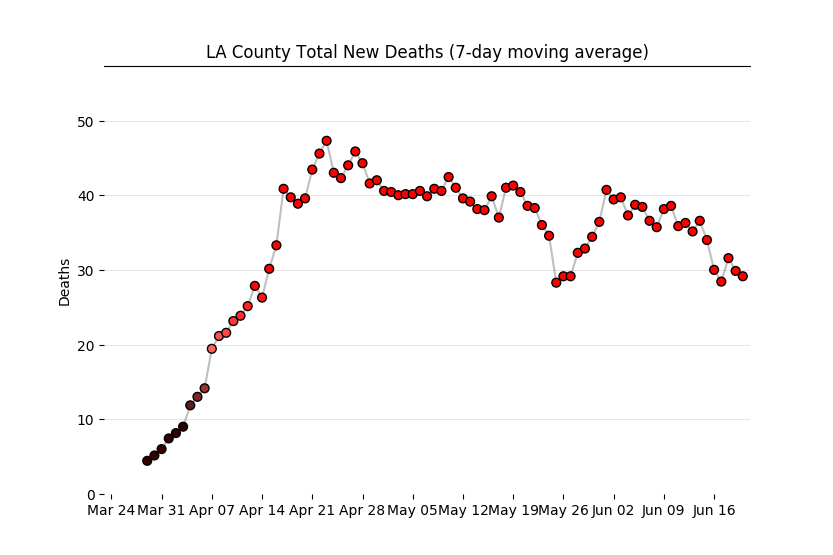 LA County Total New Deaths (7-day moving average)
50
40
30
20
10
0
Deaths
Mar 24 Mar 31 Apr 07 Apr 14 Apr 21 Apr 28 May 05 May 12 May 19 May 26 Jun 02 Jun 09 Jun 16